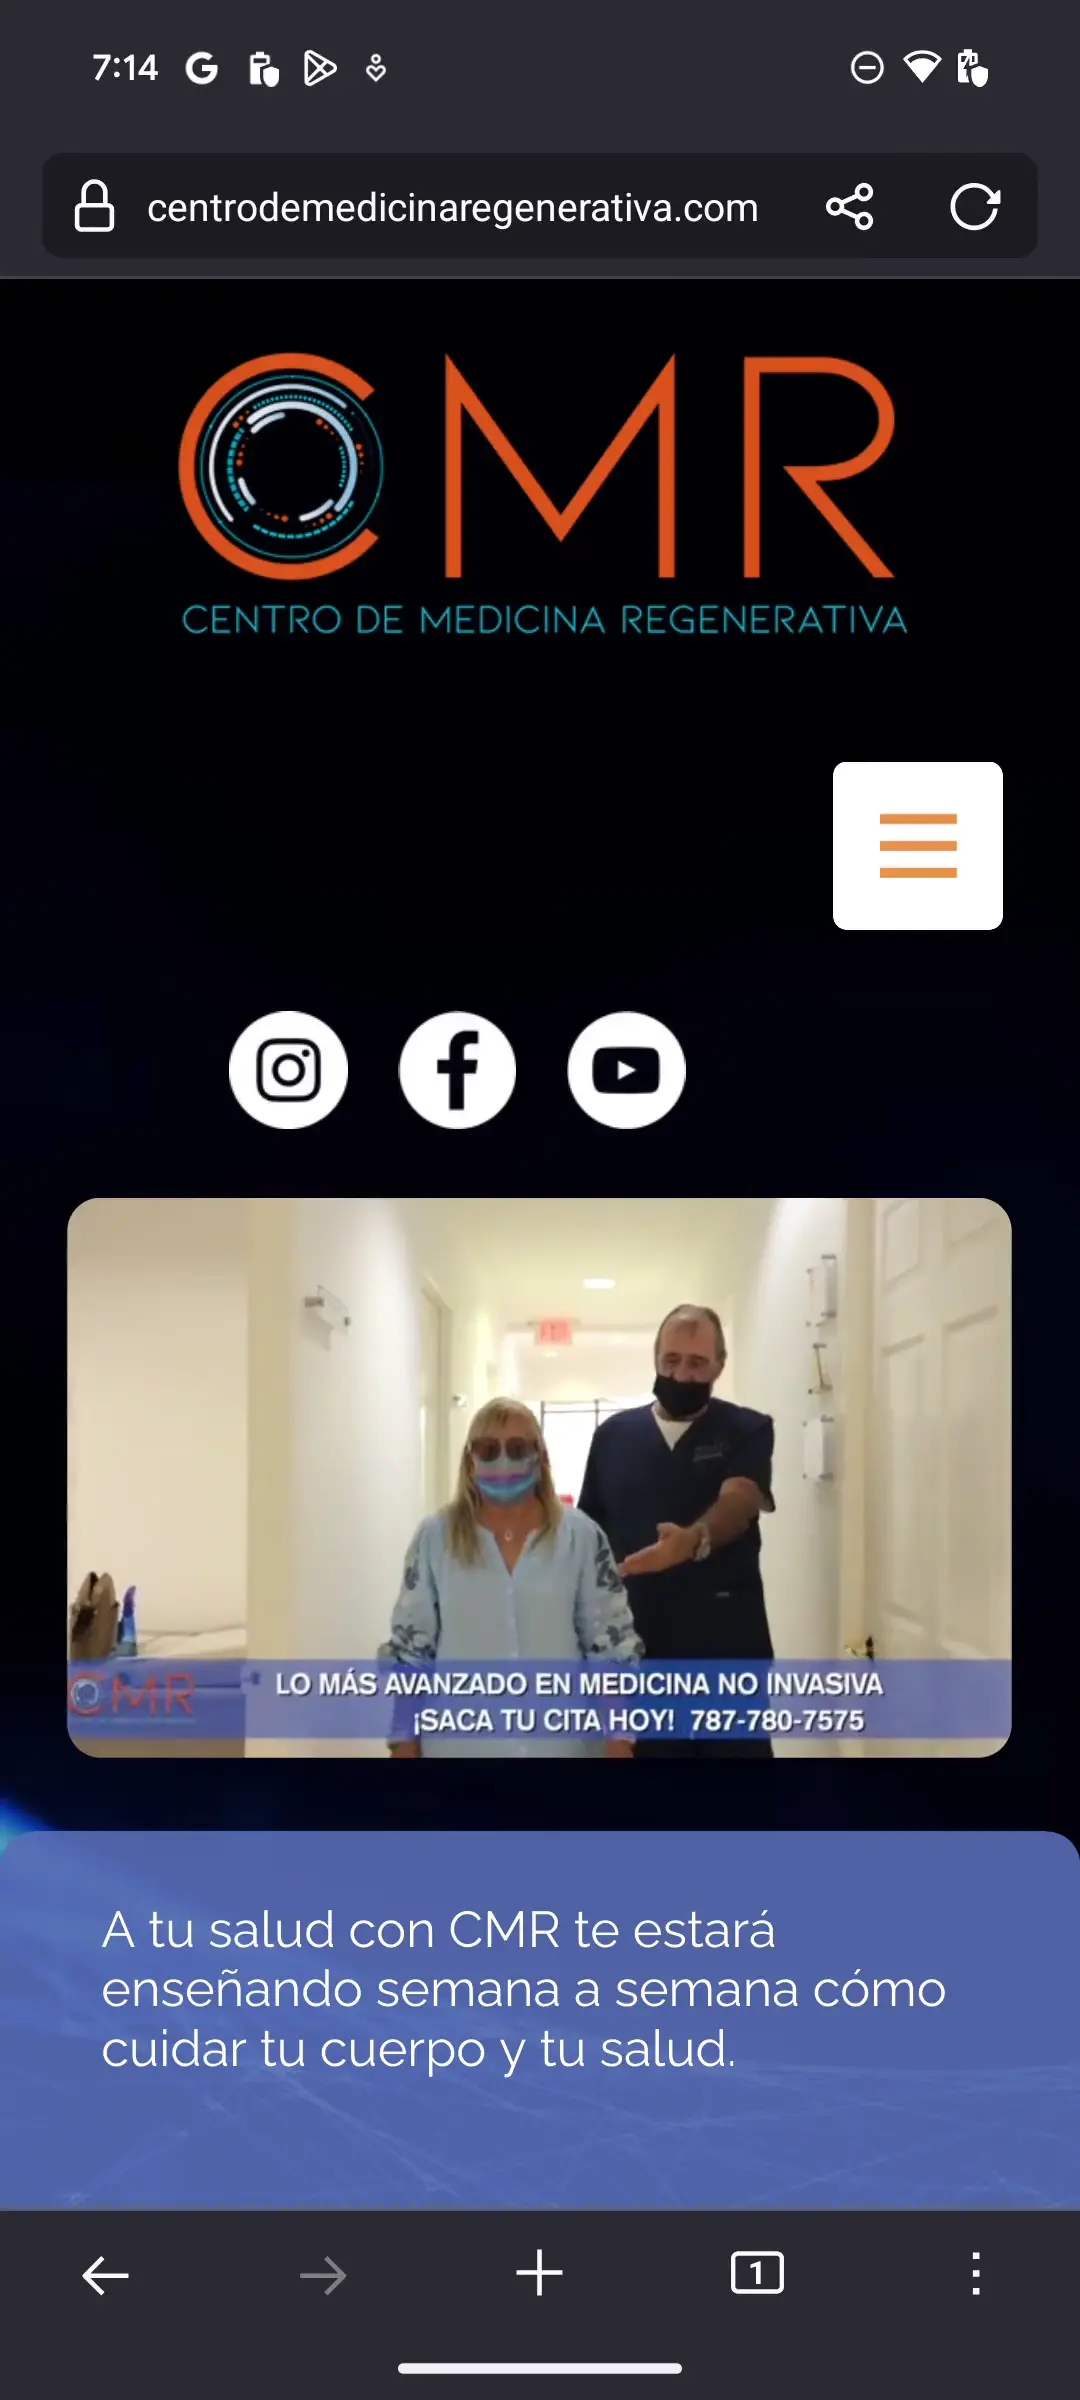 7:14
centrodemedicinaregenerativa.com
CMR
CENTRO DE MEDICINA REGENERATIVA
EXIT
CMR
LO MÁS AVANZADO EN MEDICINA NO INVASIVA
¡SACA TU CITA HOY! 787-780-7575
A tu salud con CMR te estará
enseñando semana a semana cómo
cuidar tu cuerpo y tu salud.
1